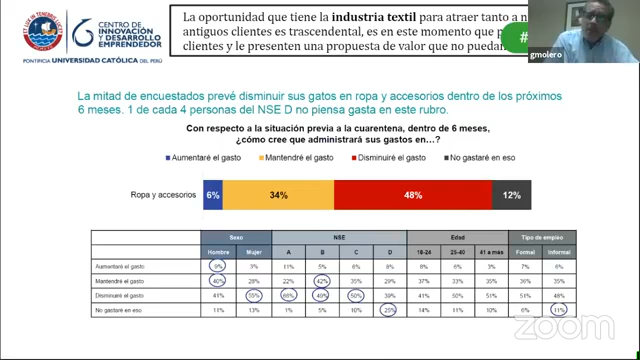 CENTRO DE
INNOVACIÓN
Y DESARROLLO
EMPRENDEDOR
PONTIFICIA UNIVERSIDAD CATÓLICA DEL PERÚ
La oportunidad que tiene la industria textil para atraer tanto a
antiguos clientes es trascendental, es en este momento que
clientes y le presenten una propuesta de valor que no
#
gmolero
La mitad de encuestados prevé disminuir sus gatos en ropa y accesorios dentro de los próximos
6 meses. 1 de cada 4 personas del NSE D no piensa gasta en este rubro.
Con respecto a la situación previa a la cuarentena, dentro de 6 meses,
¿cómo cree que administrará sus gastos en…?
Aumentaré el gasto Mantendré el gasto Disminuiré el gasto No gastaré en eso
Ropa y accesorios 6% 34% 48% 12%
Sexo NSE Edad Tipo de empleo
Hombre Mujer A B C D 18-24 25-40 41 a más Formal Informal
Aumentaré el gasto 9% 3% 11% 5% 6% 8% 8% 6% 3% 7% 6%
Mantendré el gasto 40% 28% 22% 42% 35% 29% 37% 33% 35% 36% 35%
Disminuiré el gasto 41% 55% 66% 49% 50% 39% 41% 50% 51% 51% 48%
No gastaré en eso 11% 13% 1% 5% 10% 25% 14% 11% 10% 6% 11%
zoom